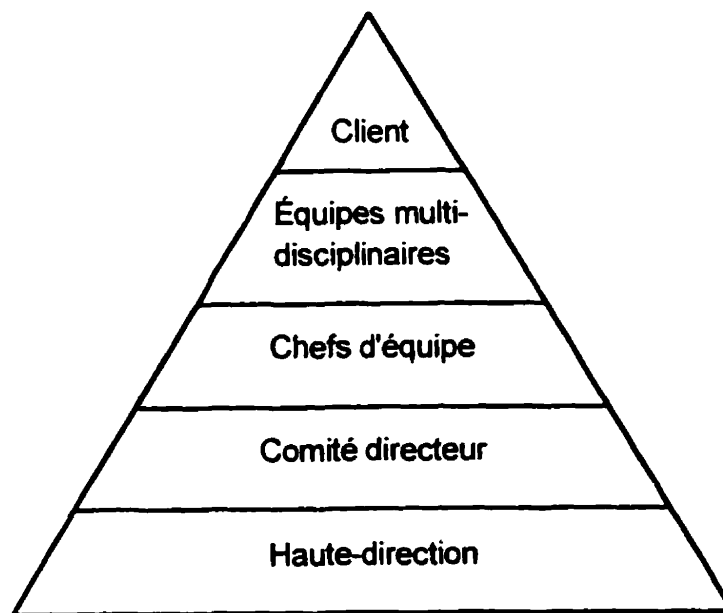 Client
Équipes multi-
disciplinaires
Chefs d'équipe
Comité directeur
Haute-direction